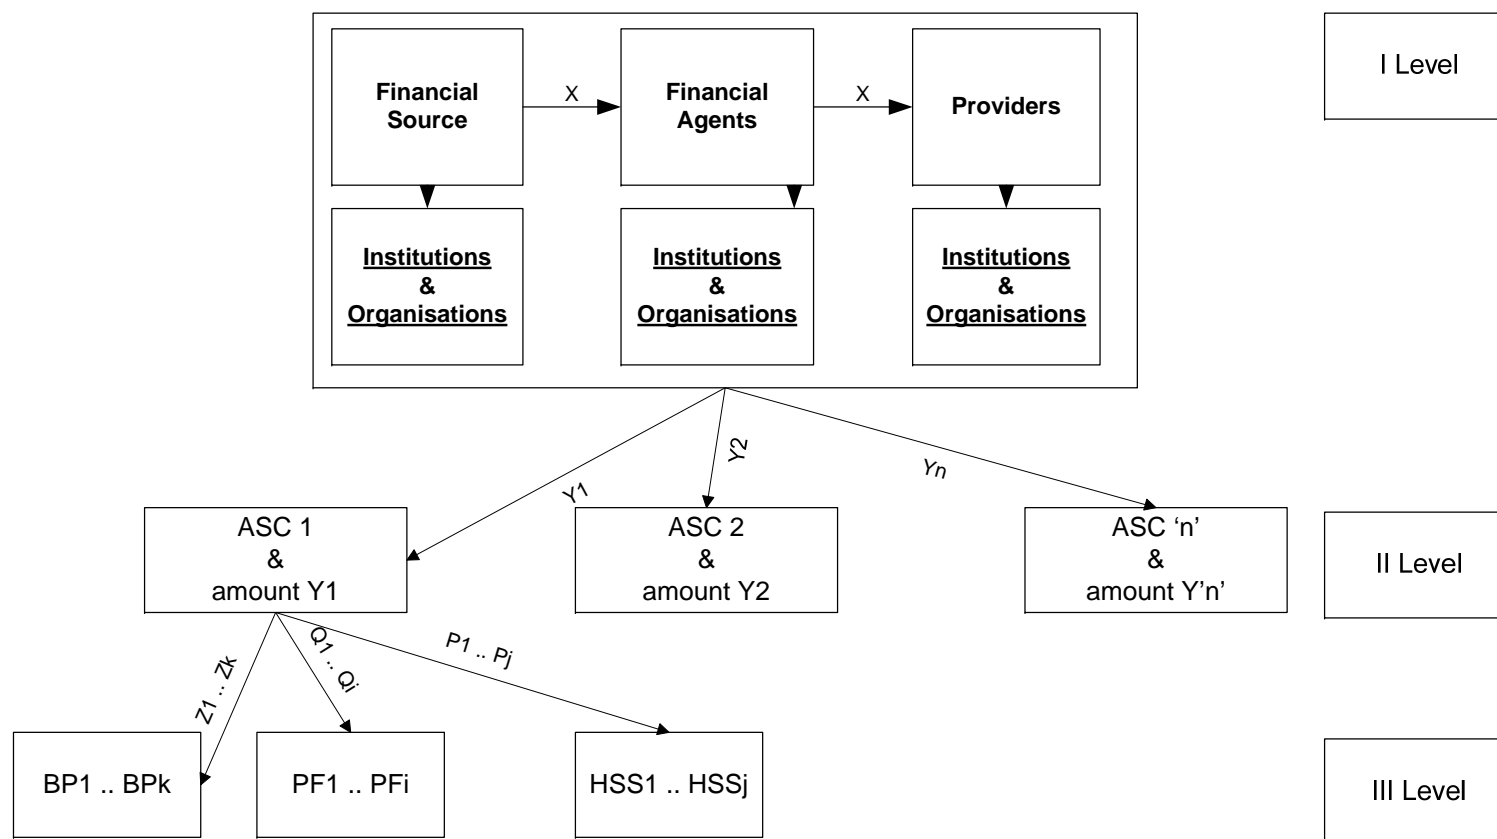 Financial
Source
X
Financial
Agents
X
Providers
I Level
Institutions
&
Organisations
Institutions
&
Organisations
Institutions
&
Organisations
Y1
Y2
Yn
ASC 1
&
amount Y1
ASC 2
&
amount Y2
ASC ‘n’
&
amount Y’n’
II Level
Z1 .. Zk
Q1 .. Qi
P1 .. Pj
BP1 .. BPk
PF1 .. PFi
HSS1 .. HSSj
III Level